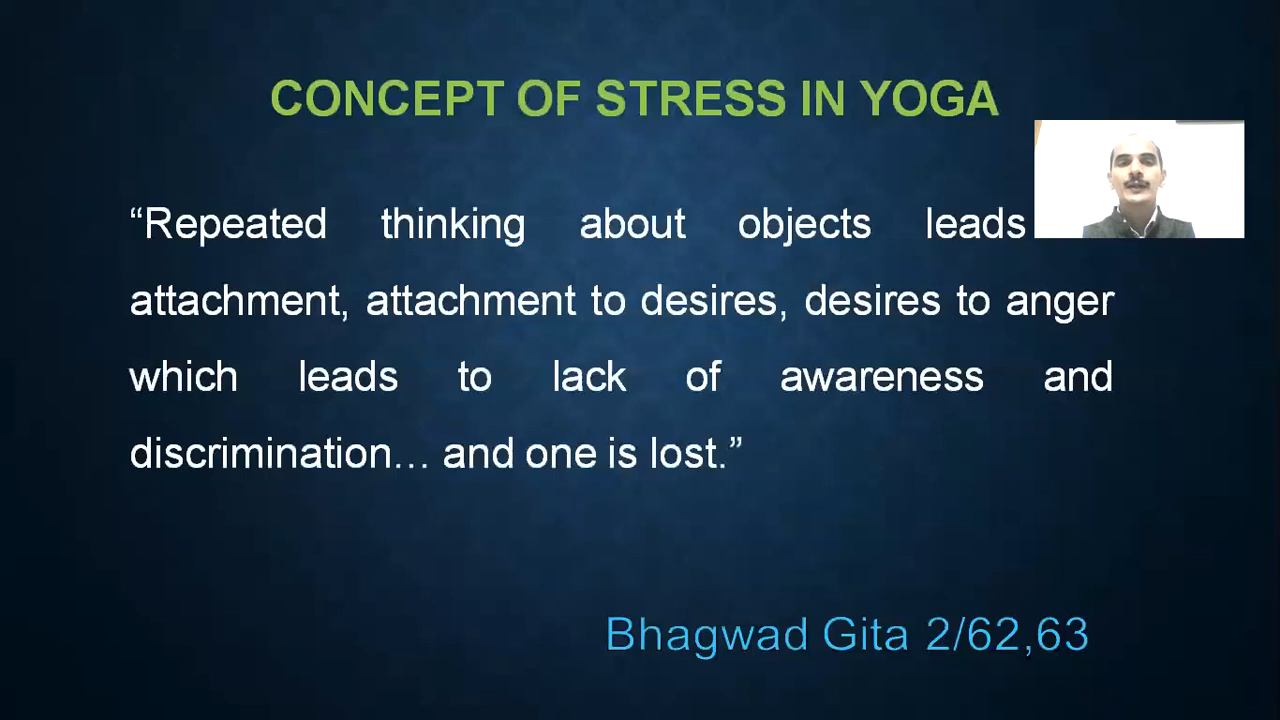 CONCEPT OF STRESS IN YOGA
“Repeated thinking about objects leads
attachment, attachment to desires, desires to anger
which leads to lack of awareness and
discrimination… and one is lost.”
Bhagwad Gita 2/62,63